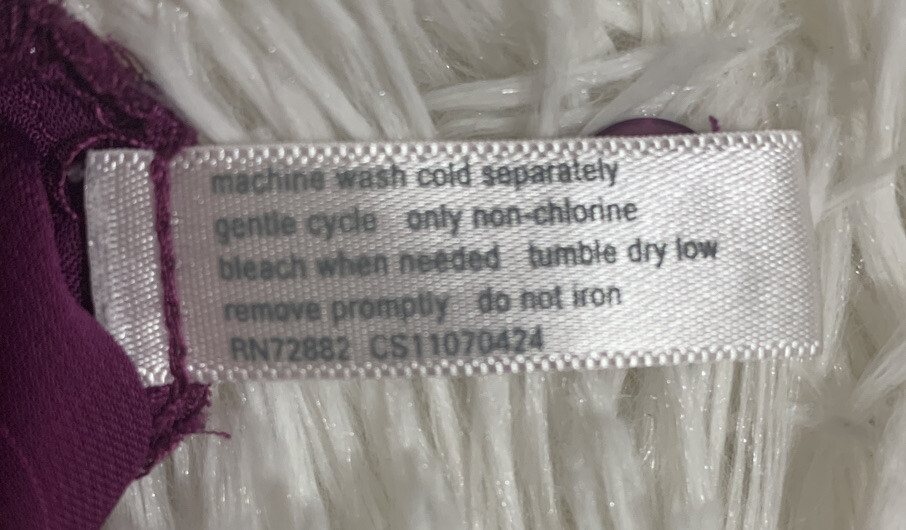 machine wash cold separately
gentle cycle only non-chlorine
bleach when needed tumble dry low
remove promptly do not iron
RN72882 CS11070424